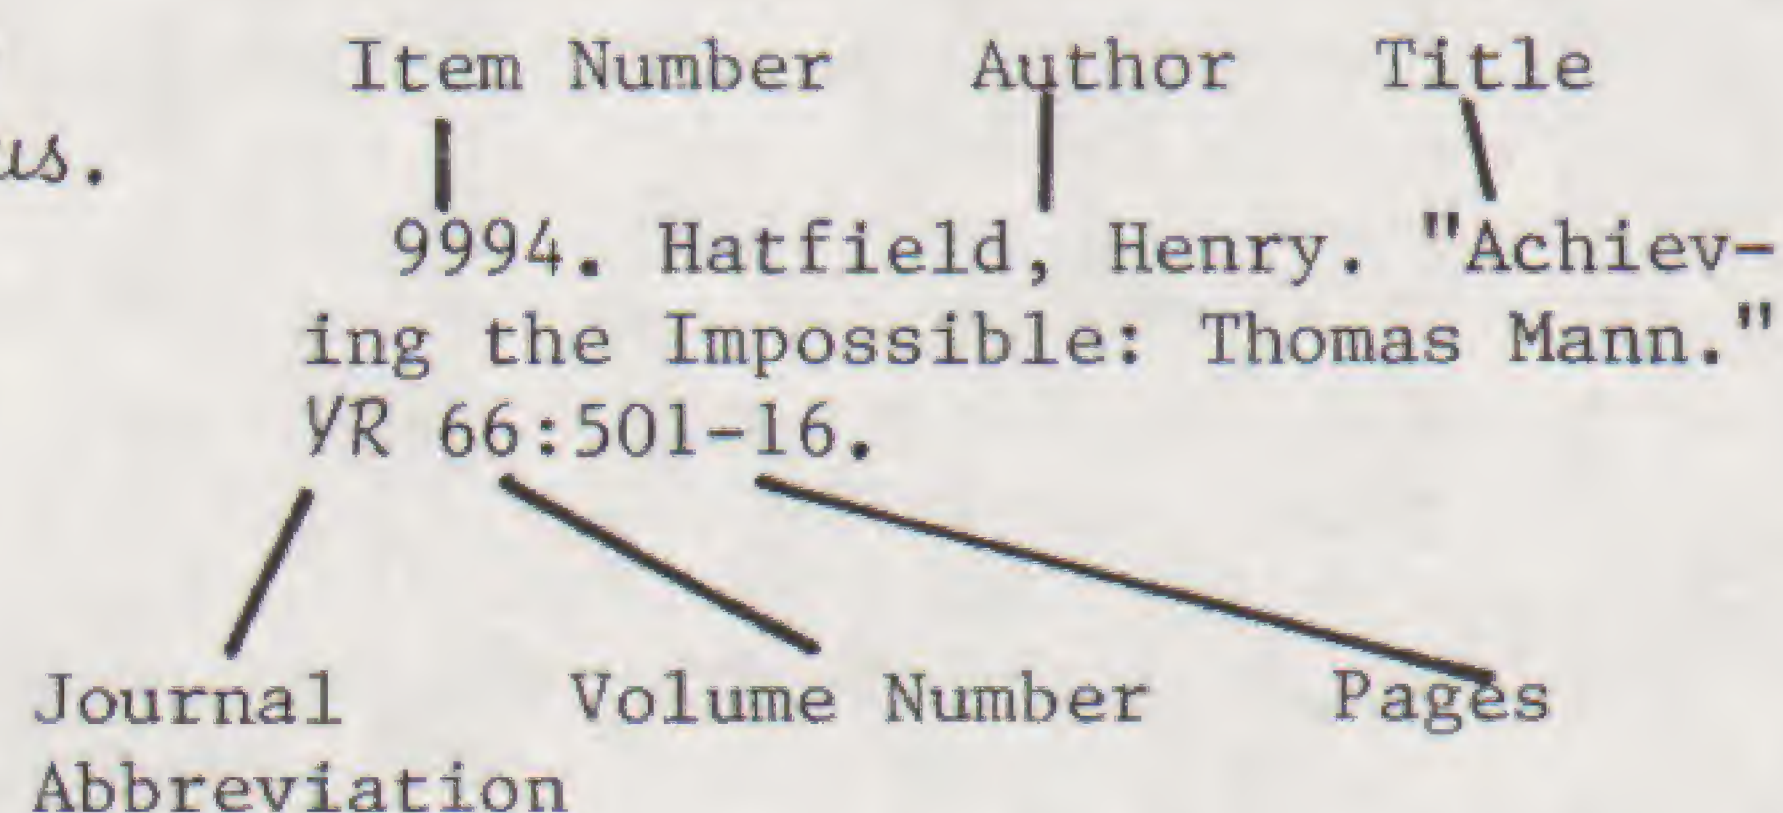 Item Number Author Title
us.
9994. Hatfield, Henry. "Achiev-
ing the Impossible: Thomas Mann."
YR 66:501-16.
Journal Volume Number Pages
Abbreviation